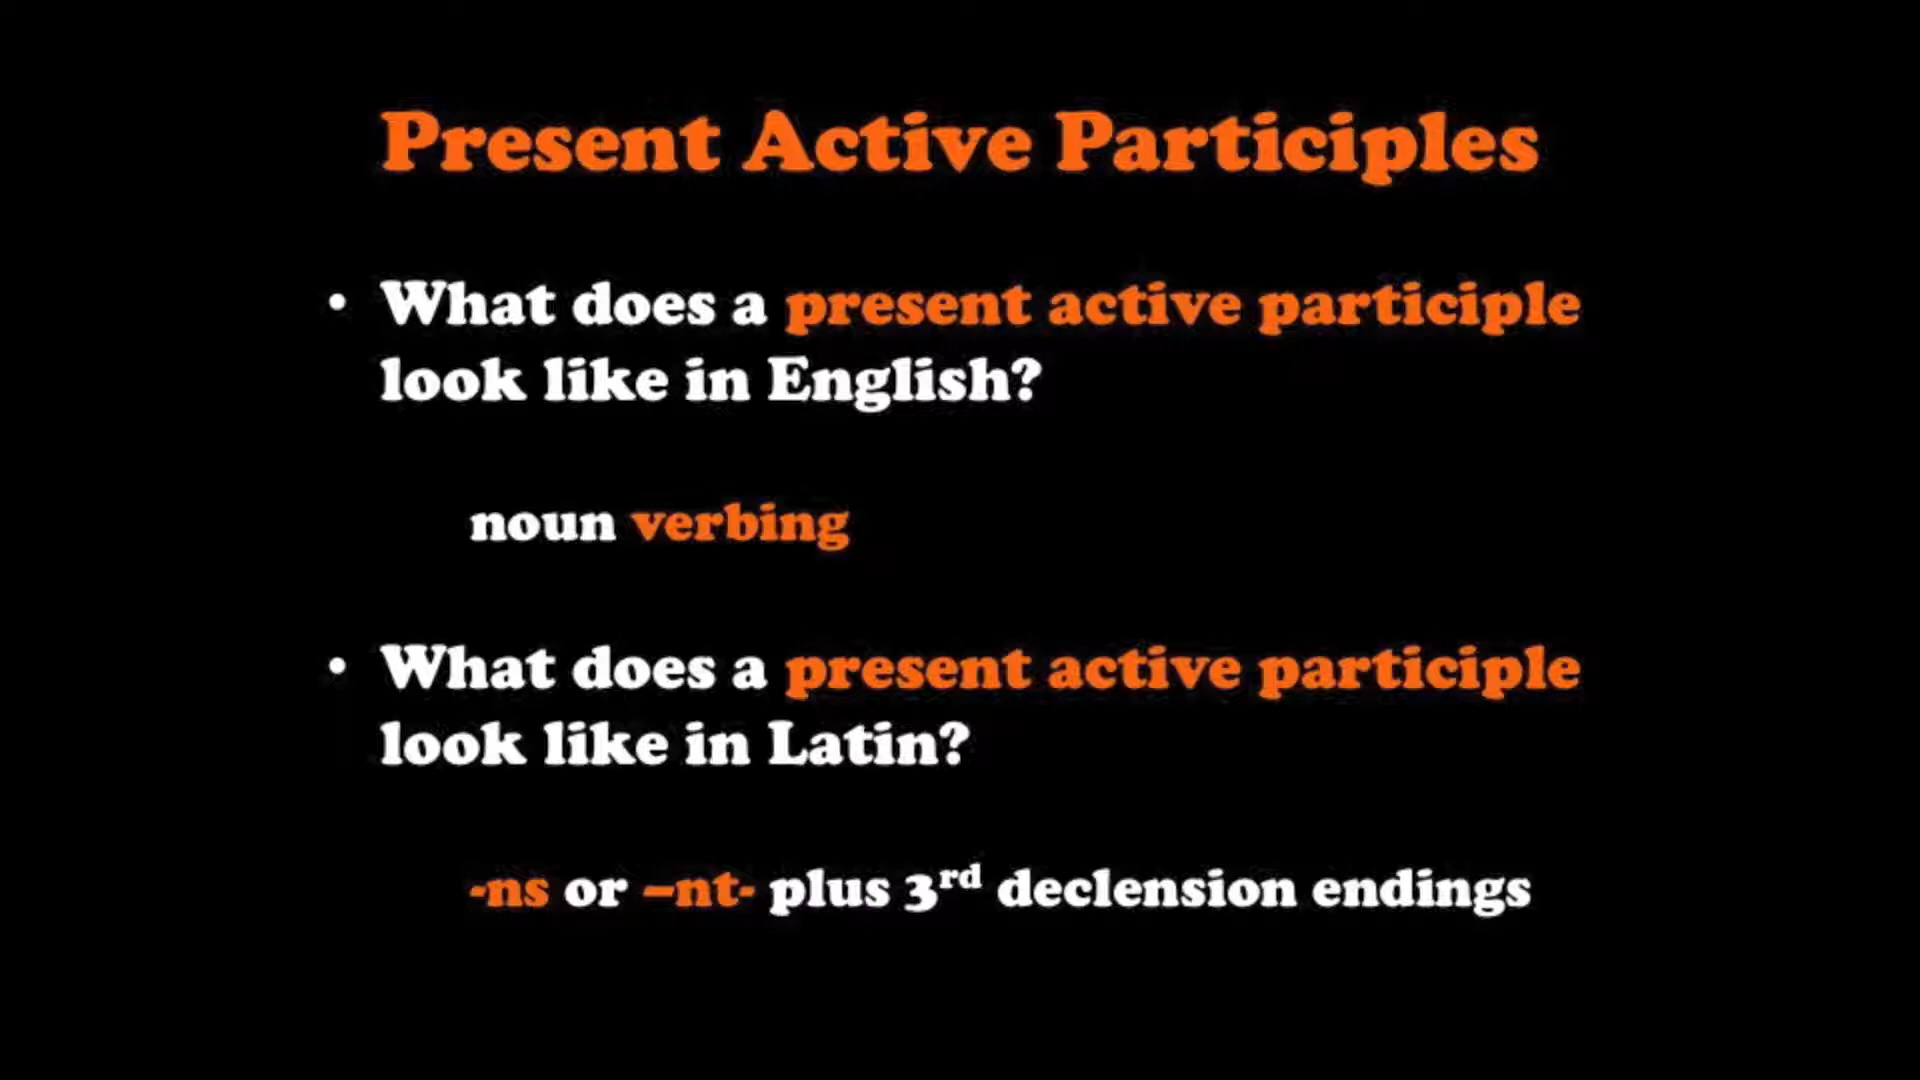 Present Active Participles
• What does a present active participle
look like in English?
noun verbing
• What does a present active participle
look like in Latin?
-ns or –nt- plus 3rd declension endings